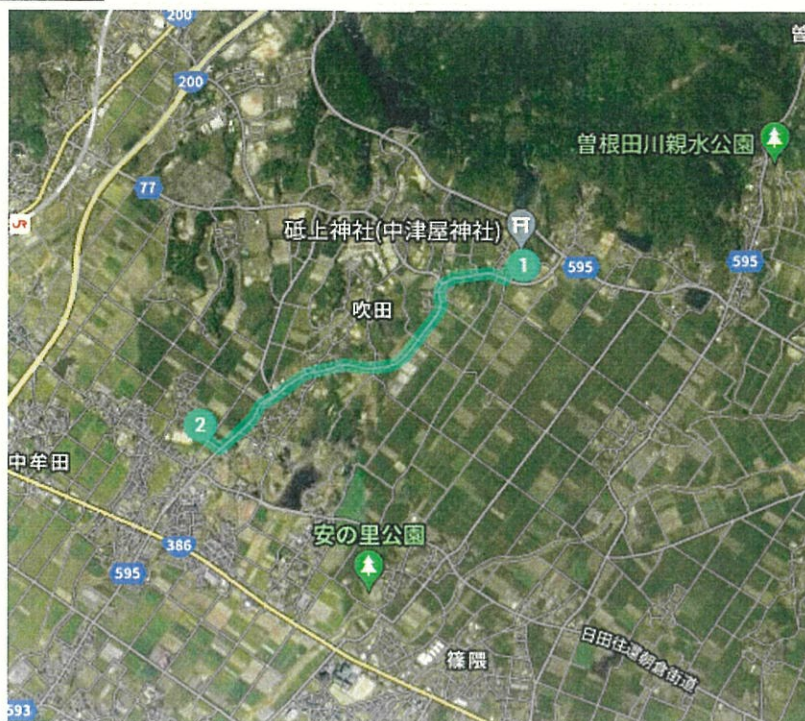 200
200
曽根田川親水公園
77
JR
砥上神社(中津屋神社)
1
595
595
吹田
2
中牟田
386
安の里公園
595
篠隈
日田往還朝倉街道
593